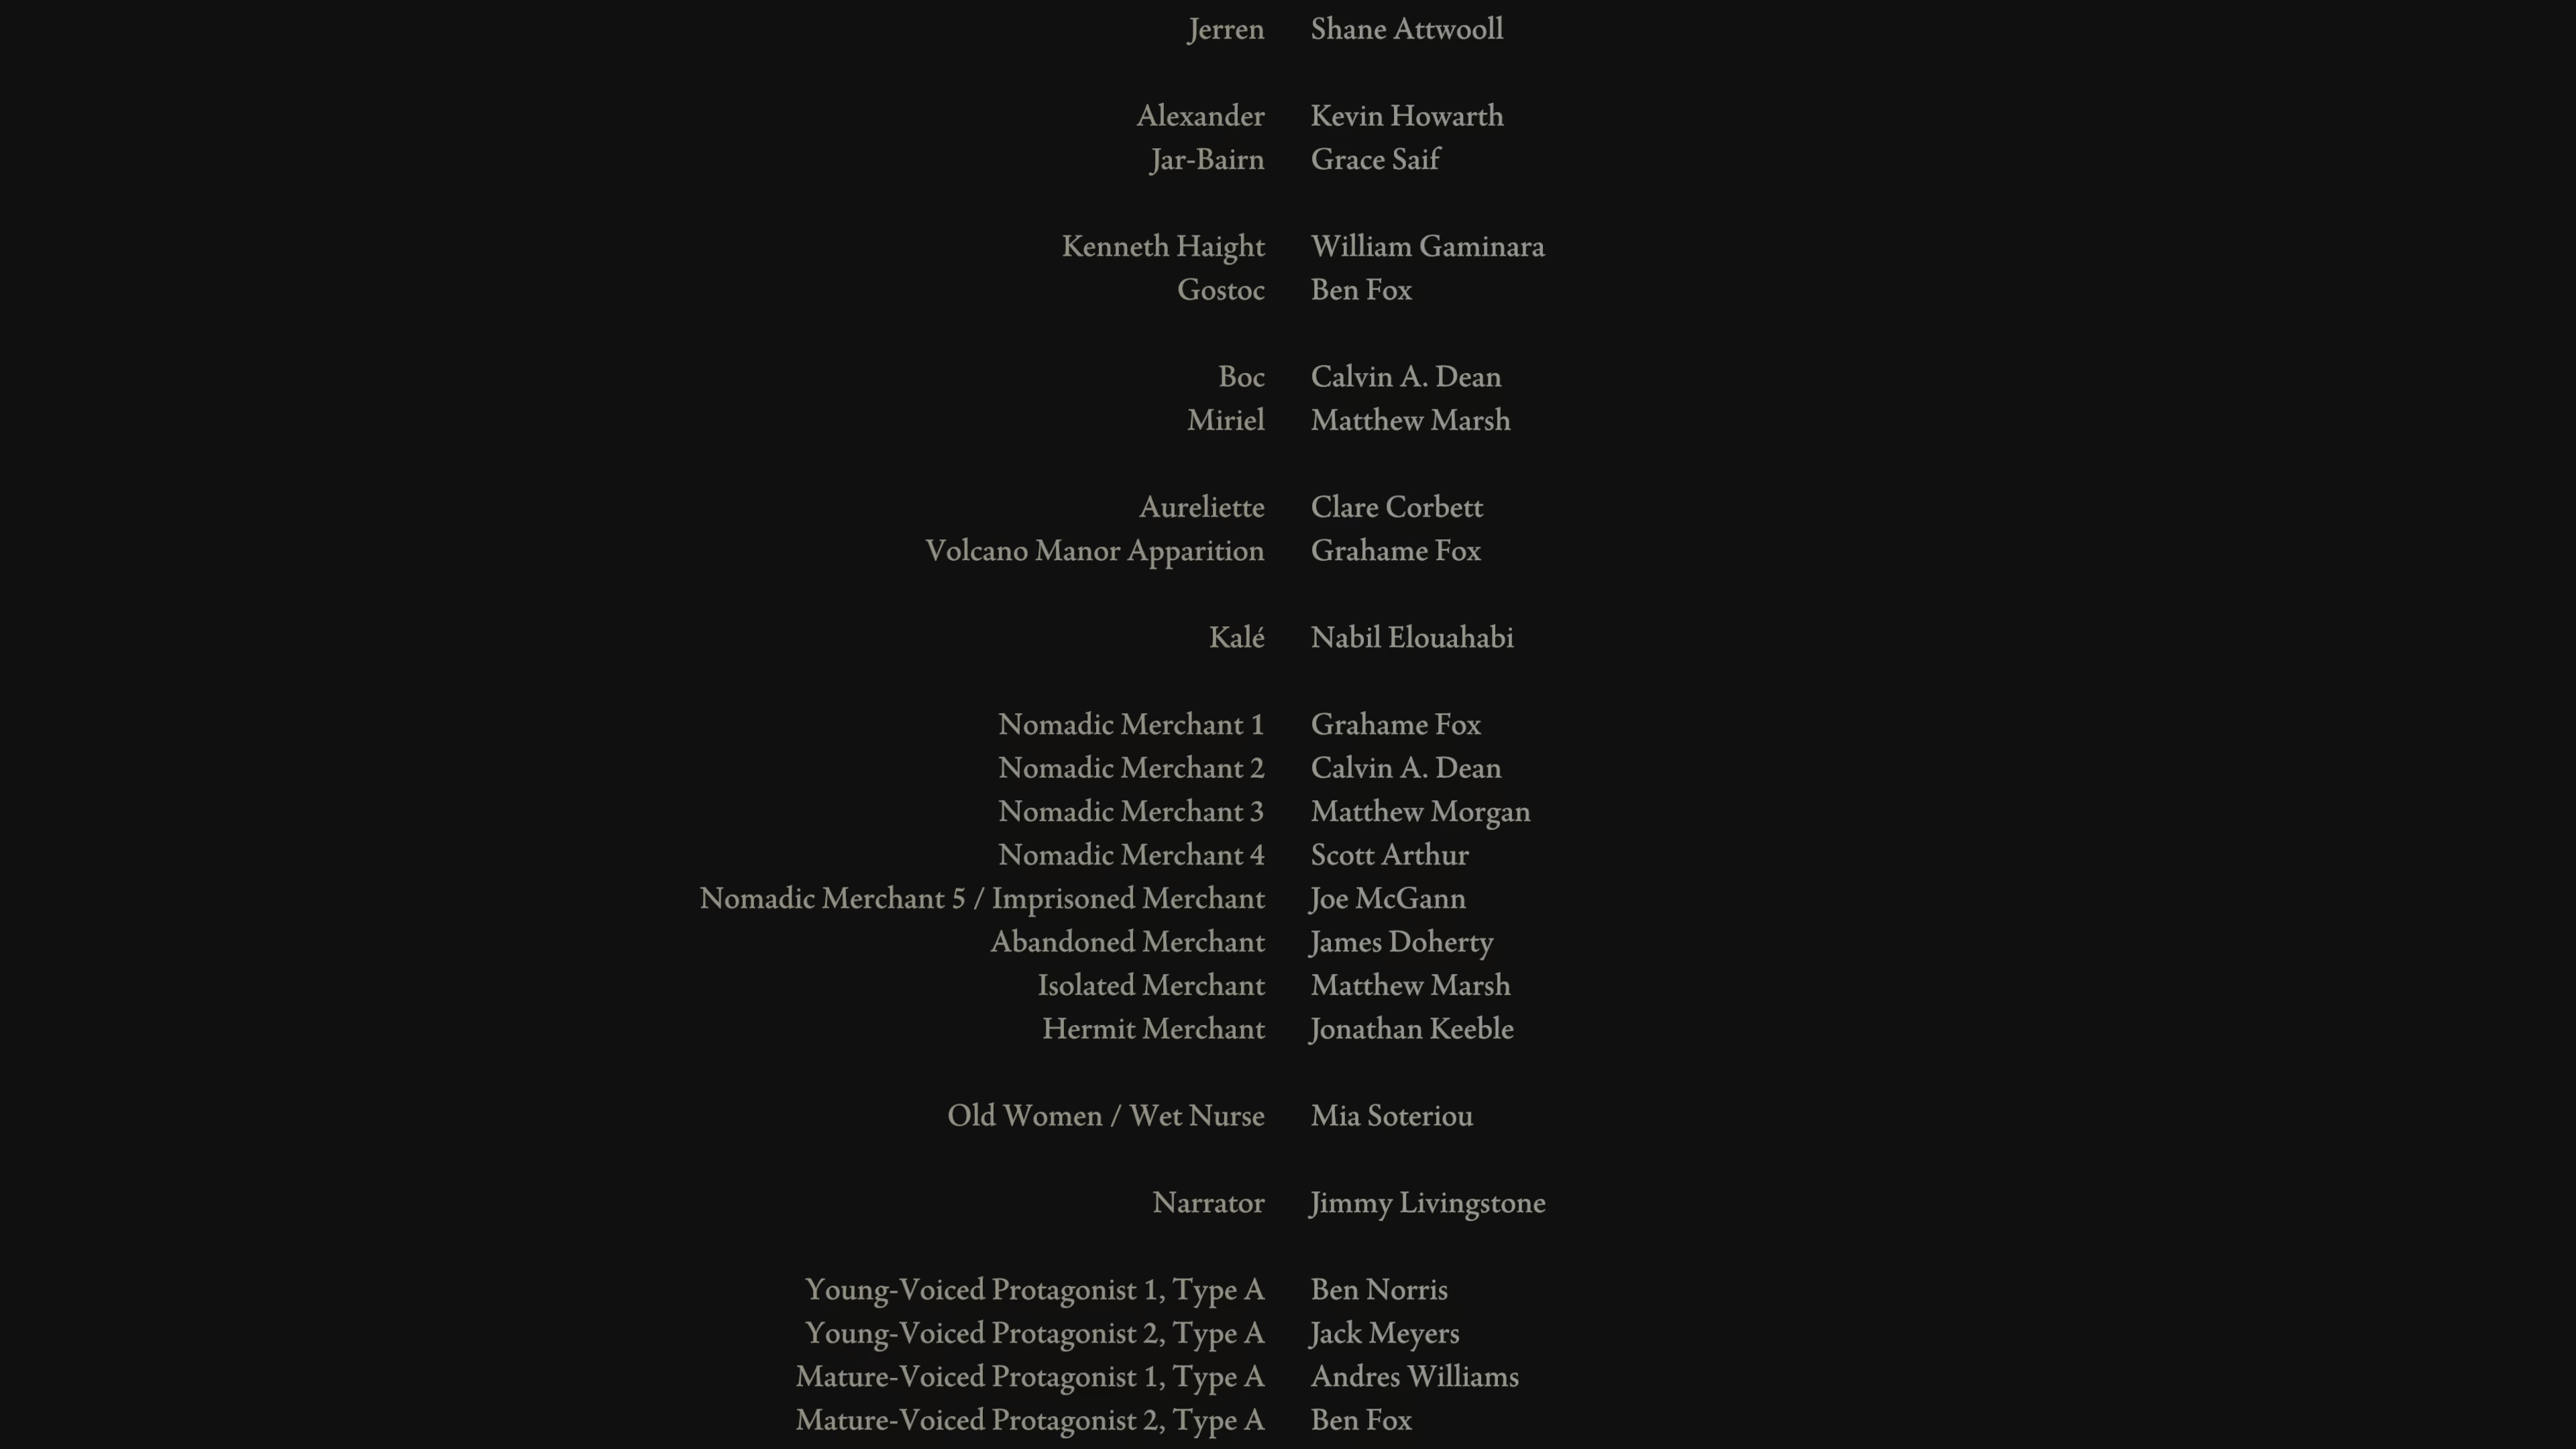 Jerren Shane Attwooll
Alexander Kevin Howarth
Jar-Bairn Grace Saif
Kenneth Haight William Gaminara
Gostoc Ben Fox
Boc Calvin A. Dean
Miriel Matthew Marsh
Aureliette Clare Corbett
Volcano Manor Apparition Grahame Fox
Kalé Nabil Elouahabi
Nomadic Merchant 1 Grahame Fox
Nomadic Merchant 2 Calvin A. Dean
Nomadic Merchant 3 Matthew Morgan
Nomadic Merchant 4 Scott Arthur
Nomadic Merchant 5 / Imprisoned Merchant Joe McGann
Abandoned Merchant James Doherty
Isolated Merchant Matthew Marsh
Hermit Merchant Jonathan Keeble
Old Women / Wet Nurse Mia Soteriou
Narrator Jimmy Livingstone
Young-Voiced Protagonist 1, Type A Ben Norris
Young-Voiced Protagonist 2, Type A Jack Meyers
Mature-Voiced Protagonist 1, Type A Andres Williams
Mature-Voiced Protagonist 2, Type A Ben Fox